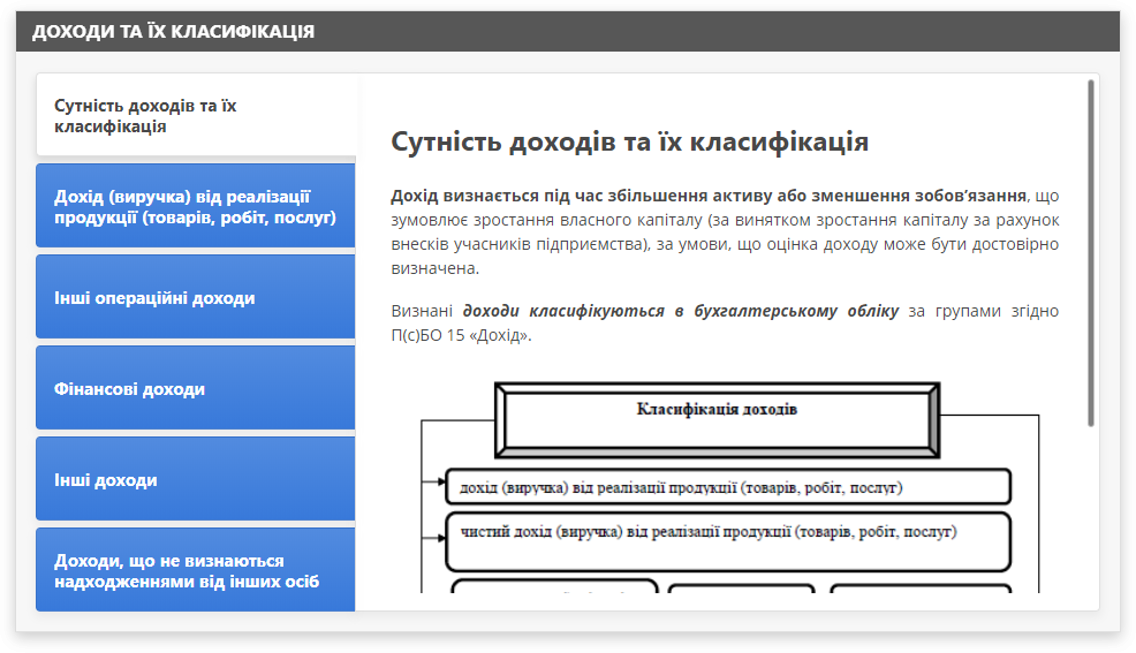 ДОХОДИ ТА ЇХ КЛАСИФІКАЦІЯ
Сутність доходів та їх
класифікація
Дохід (виручка) від реалізації
продукції (товарів, робіт, послуг)
Інші операційні доходи
Фінансові доходи
Інші доходи
Доходи, що не визнаються
надходженнями від інших осіб
Сутність доходів та їх класифікація
Дохід визнається під час збільшення активу або зменшення зобов’язання, що
зумовлює зростання власного капіталу (за винятком зростання капіталу за рахунок
внесків учасників підприємства), за умови, що оцінка доходу може бути достовірно
визначена.
Визнані доходи класифікуються в бухгалтерському обліку за групами згідно
П(с)БО 15 «Дохід».
Класифікація доходів
дохід (виручка) від реалізації продукції (товарів, робіт, послуг)
чистий дохід (виручка) від реалізації продукції (товарів, робіт, послуг)